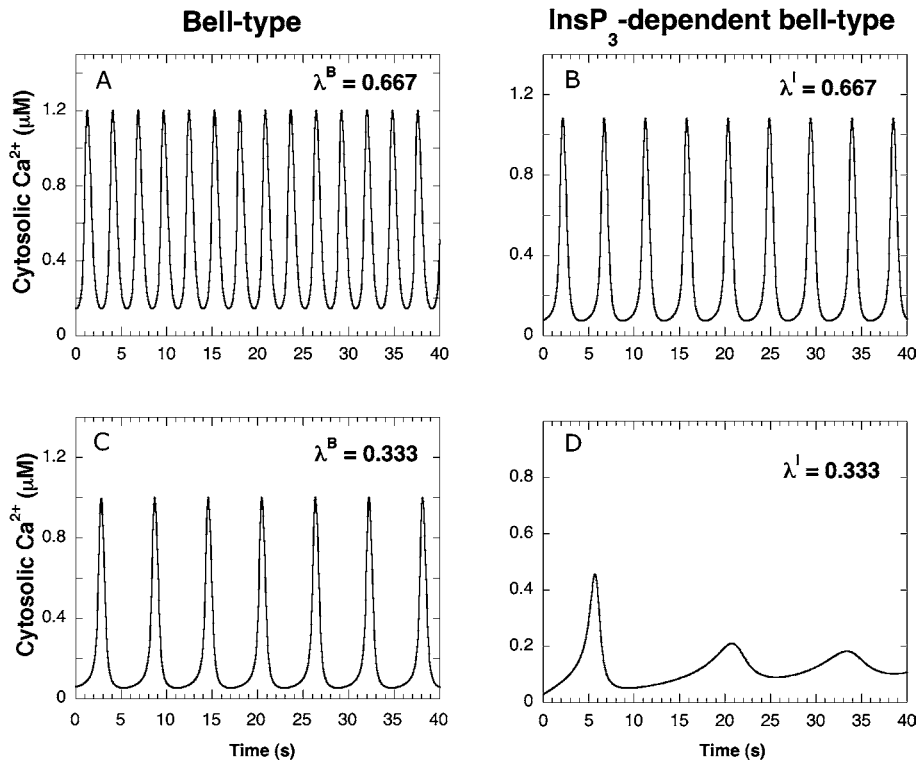 Bell-type
InsP3-dependent bell-type
A
λB = 0.667
1.2
0.8
0.4
0
0 5 10 15 20 25 30 35 40
Cytosolic Ca2+ (μM)
B
λI = 0.667
1.2
0.8
0.4
0
0 5 10 15 20 25 30 35 40
C
λB = 0.333
1.2
0.8
0.4
0
0 5 10 15 20 25 30 35 40
Cytosolic Ca2+ (μM)
Time (s)
D
λI = 0.333
0.8
0.6
0.4
0.2
0
0 5 10 15 20 25 30 35 40
Time (s)